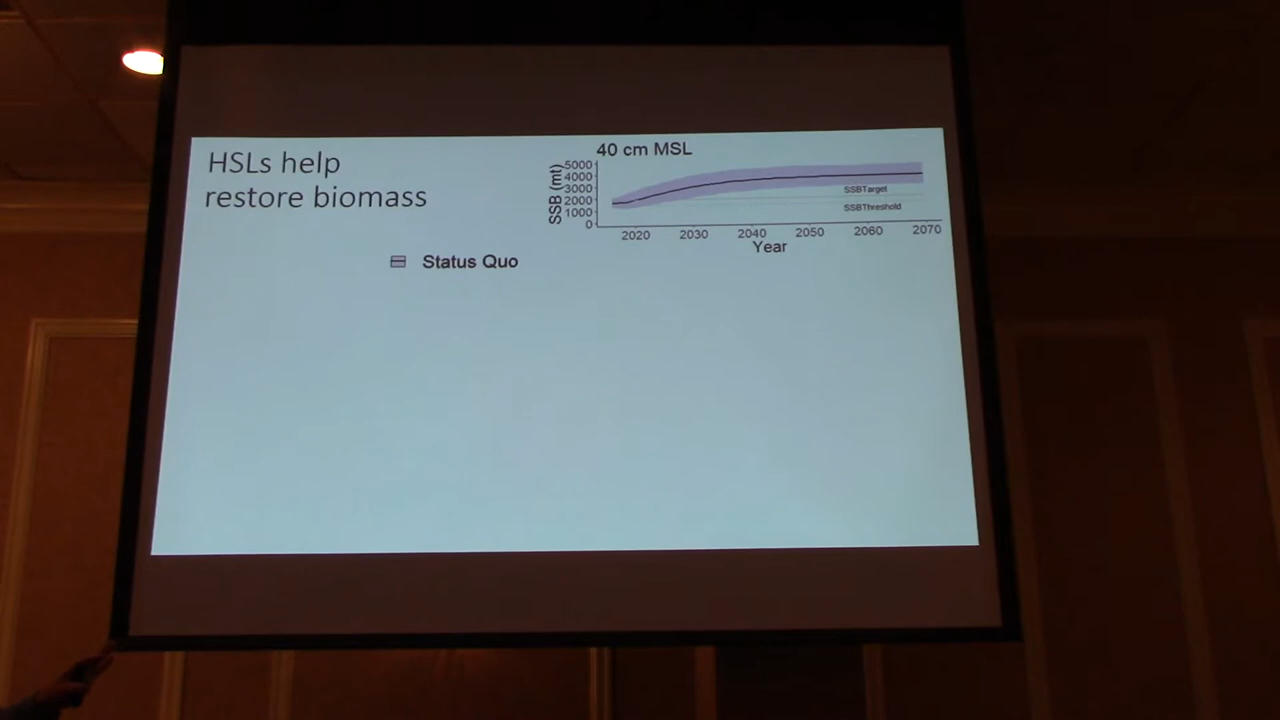 HSLs help
restore biomass
40 cm MSL
SSB (mt)
5000
4000
3000
2000
1000
0
SSBTarget
SSBThreshold
2020 2030 2040 2050 2060 2070
Year
Status Quo